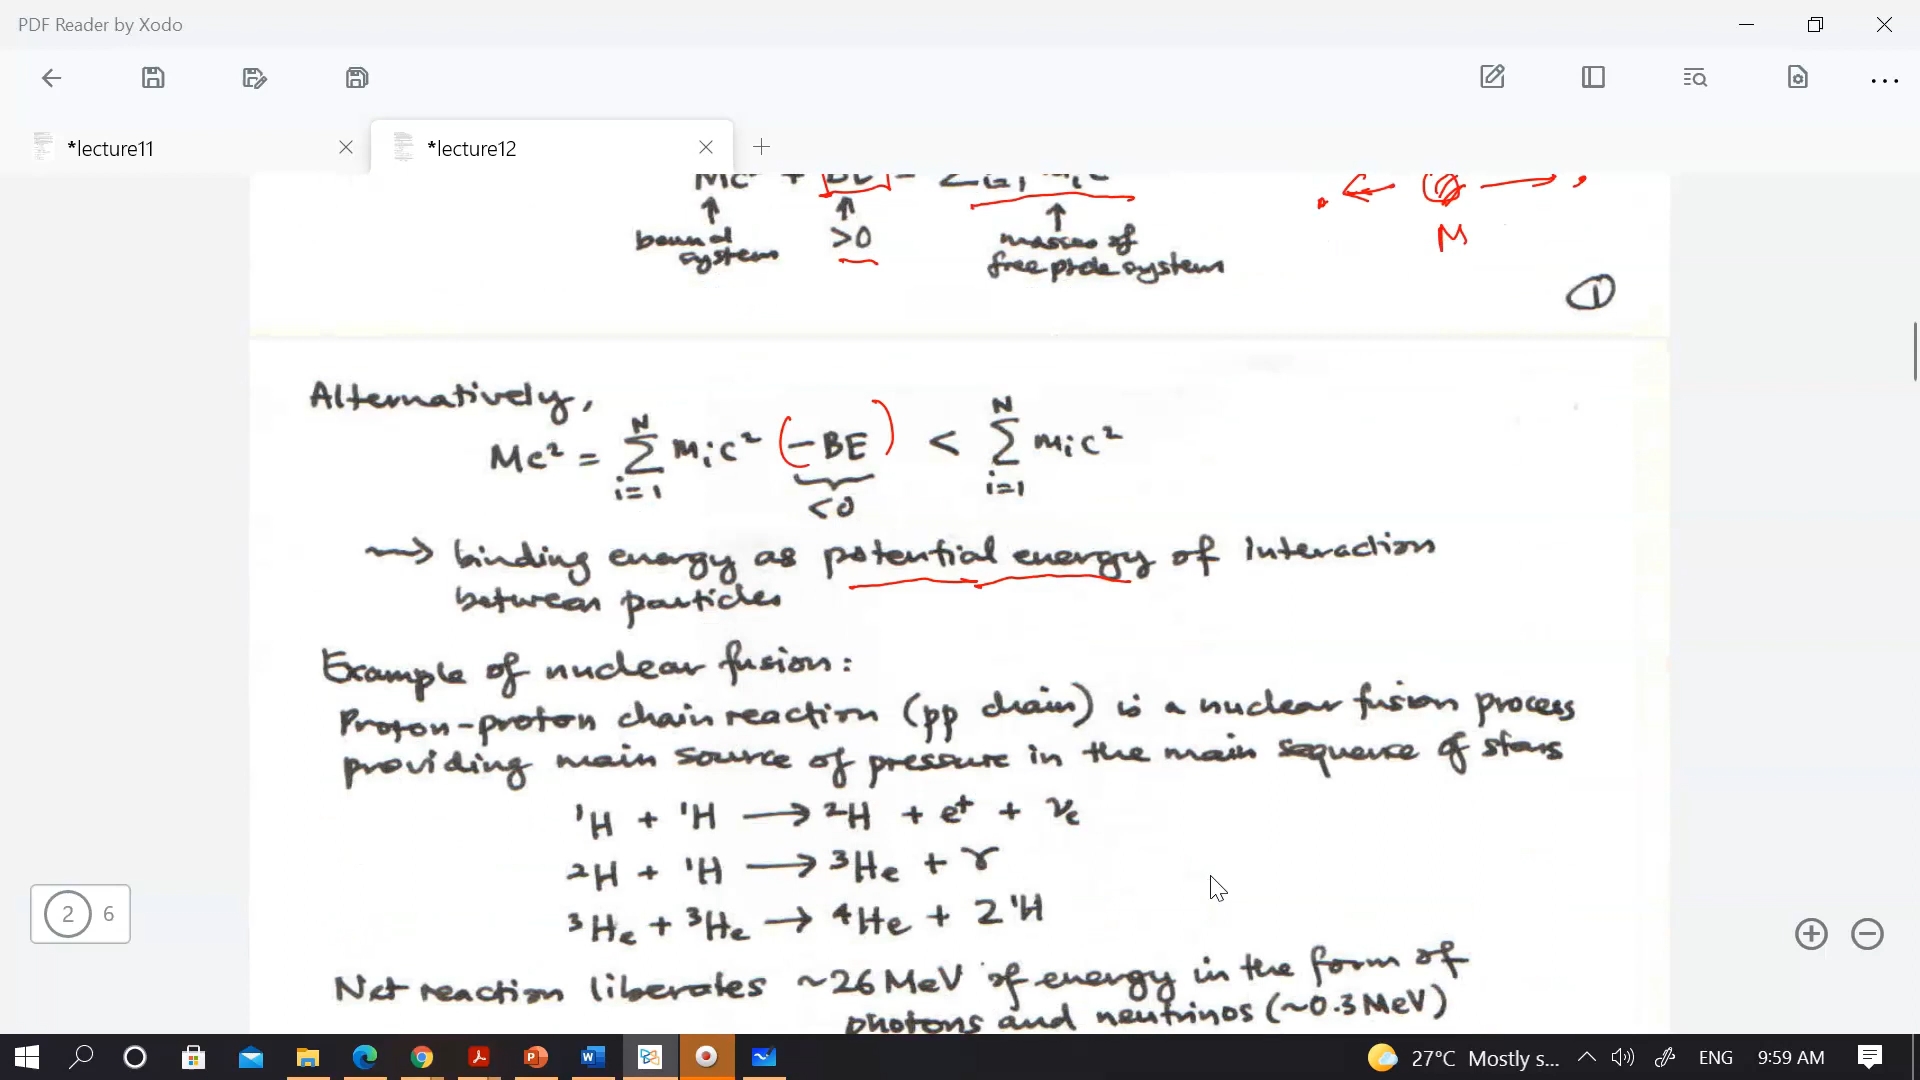 PDF Reader by Xodo
*lecture11
*lecture12
bound system
>0
masses of free ptcle system
M
1
Alternatively,
Mc² = Σ_{i=1}^{N} mᵢc² (-BE) < Σ_{i=1}^{N} mᵢc²
<0
→ binding energy as potential energy of interaction
between particles
Example of nuclear fusion:
Proton-proton chain reaction (pp chain) is a nuclear fusion process
providing main source of pressure in the main sequence of stars
¹H + ¹H → ²H + e⁺ + νₑ
²H + ¹H → ³He + γ
³He + ³He → ⁴He + 2 ¹H
Net reaction liberates ~26 MeV of energy in the form of
photons and neutrinos (~0.3 MeV)
2 6
27°C Mostly s... ENG 9:59 AM